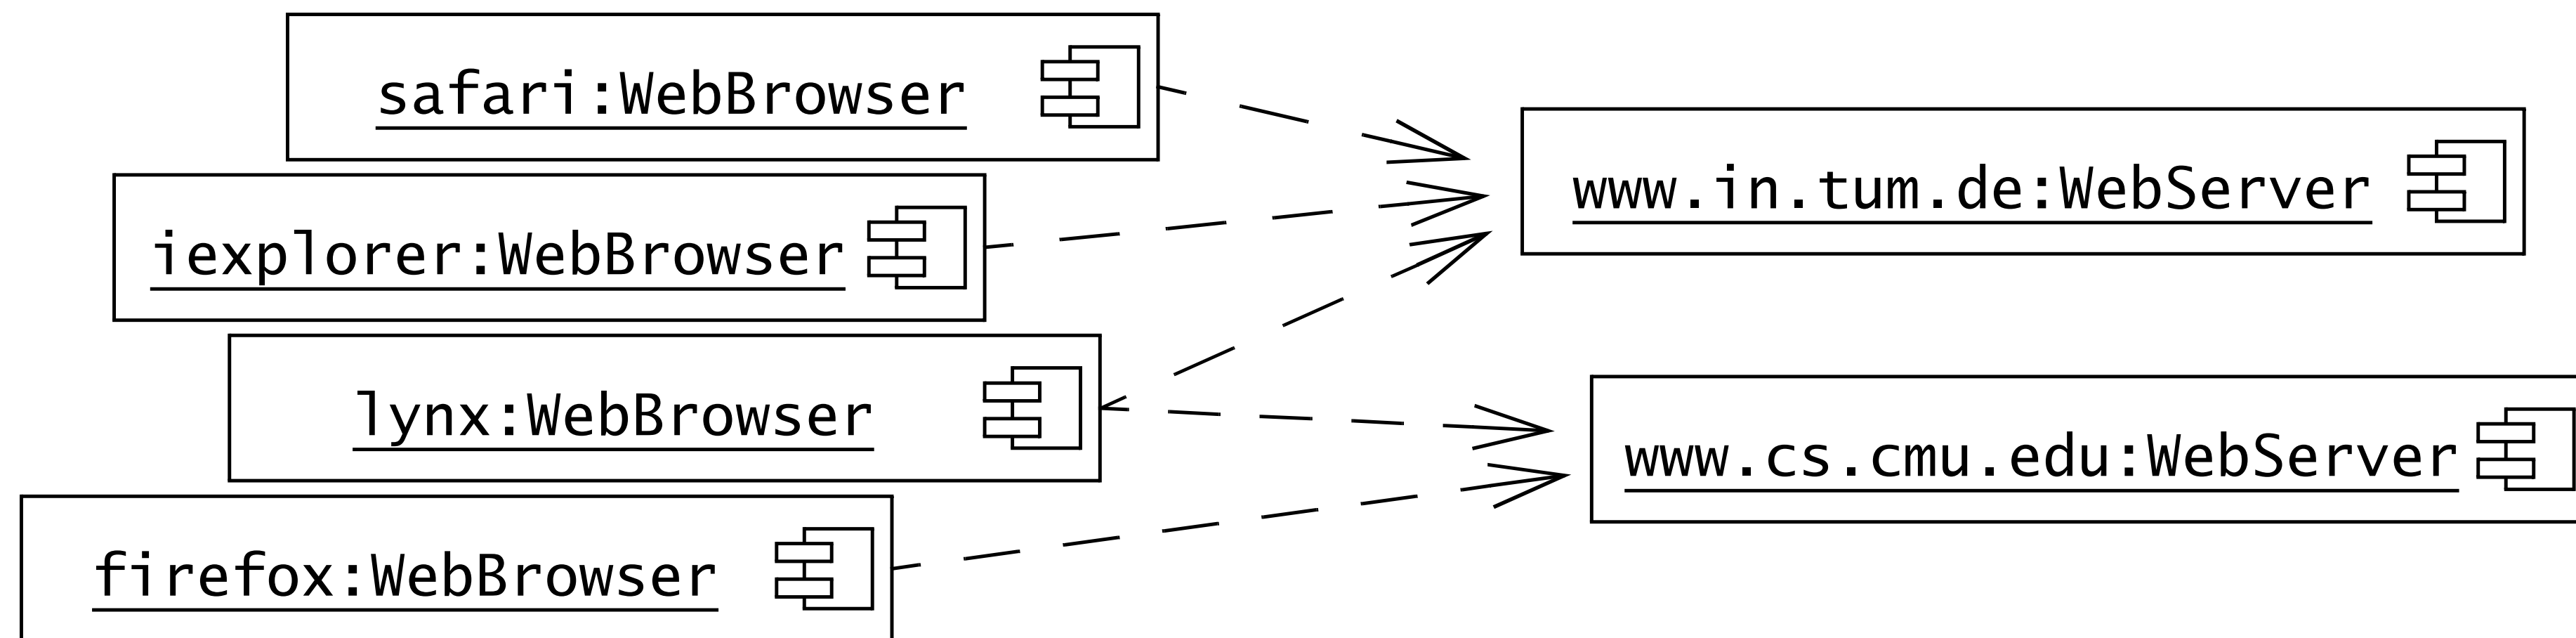 safari:WebBrowser
www.in.tum.de:WebServer
iexplorer:WebBrowser
lynx:WebBrowser
www.cs.cmu.edu:WebServer
firefox:WebBrowser